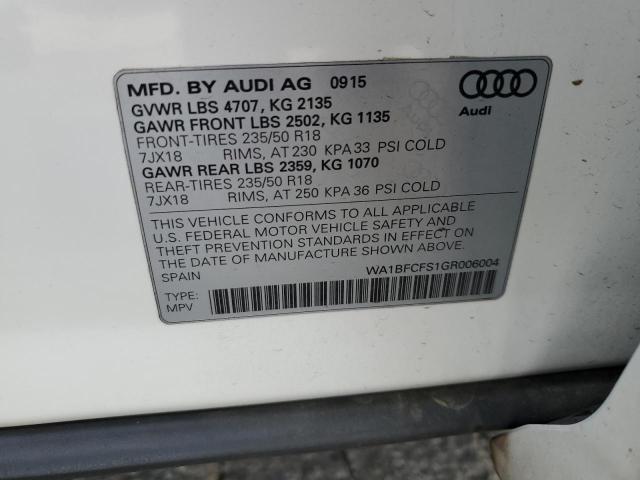 MFD. BY AUDI AG 0915
GVWR LBS 4707, KG 2135
GAWR FRONT LBS 2502, KG 1135
FRONT-TIRES 235/50 R18
7JX18 RIMS, AT 230 KPA 33 PSI COLD
GAWR REAR LBS 2359, KG 1070
REAR-TIRES 235/50 R18
7JX18 RIMS, AT 250 KPA 36 PSI COLD
Audi
THIS VEHICLE CONFORMS TO ALL APPLICABLE
U.S. FEDERAL MOTOR VEHICLE SAFETY AND
THEFT PREVENTION STANDARDS IN EFFECT ON
THE DATE OF MANUFACTURE SHOWN ABOVE.
SPAIN WA1BFCFS1GR006004
TYPE:
MPV